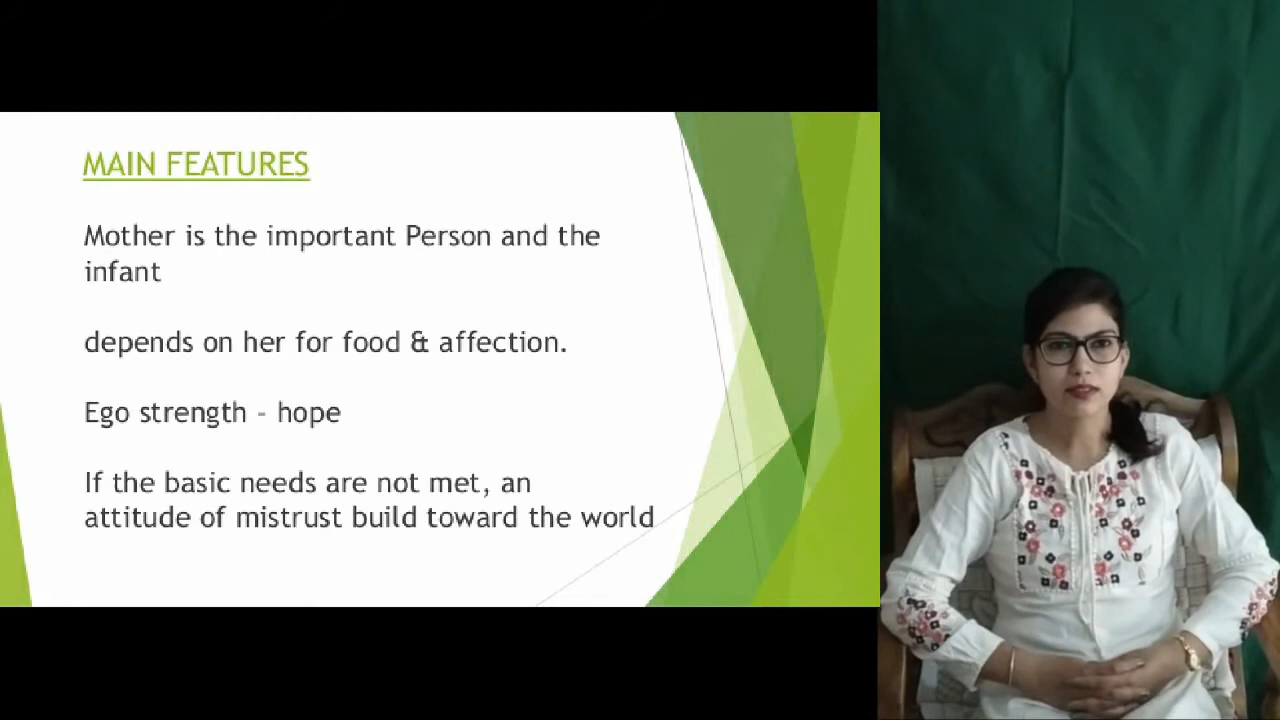 MAIN FEATURES
Mother is the important Person and the
infant
depends on her for food & affection.
Ego strength - hope
If the basic needs are not met, an
attitude of mistrust build toward the world